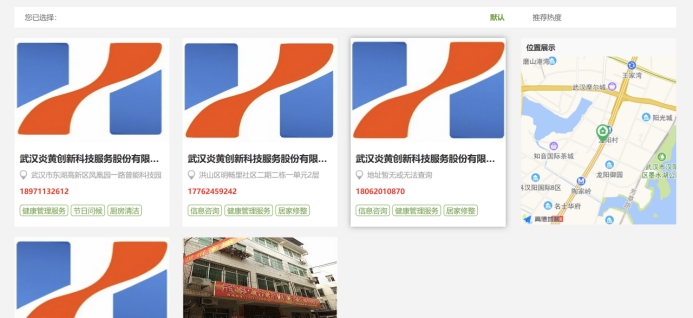 您已选择:
默认
推荐热度
武汉炎黄创新科技服务股份有限...
武汉市东湖高新区凤凰园一路普能科技园
18971132612
健康管理服务
节日问候
厨房清洁
武汉炎黄创新科技服务股份有限...
洪山区明畅里社区二期二栋一单元2层
17762459242
信息咨询
健康管理服务
居家修整
武汉炎黄创新科技服务股份有限...
地址暂无或无法查询
18062010870
信息咨询
健康管理服务
居家修整
位置展示
磨山港湾
王家湾
武汉摩尔城
阳光城
龙阳村
知音国际茶城
龙阳御园
武汉市汉
区墨水湖公
武汉阳国际8区
陶家岭
名士华府
高德地图